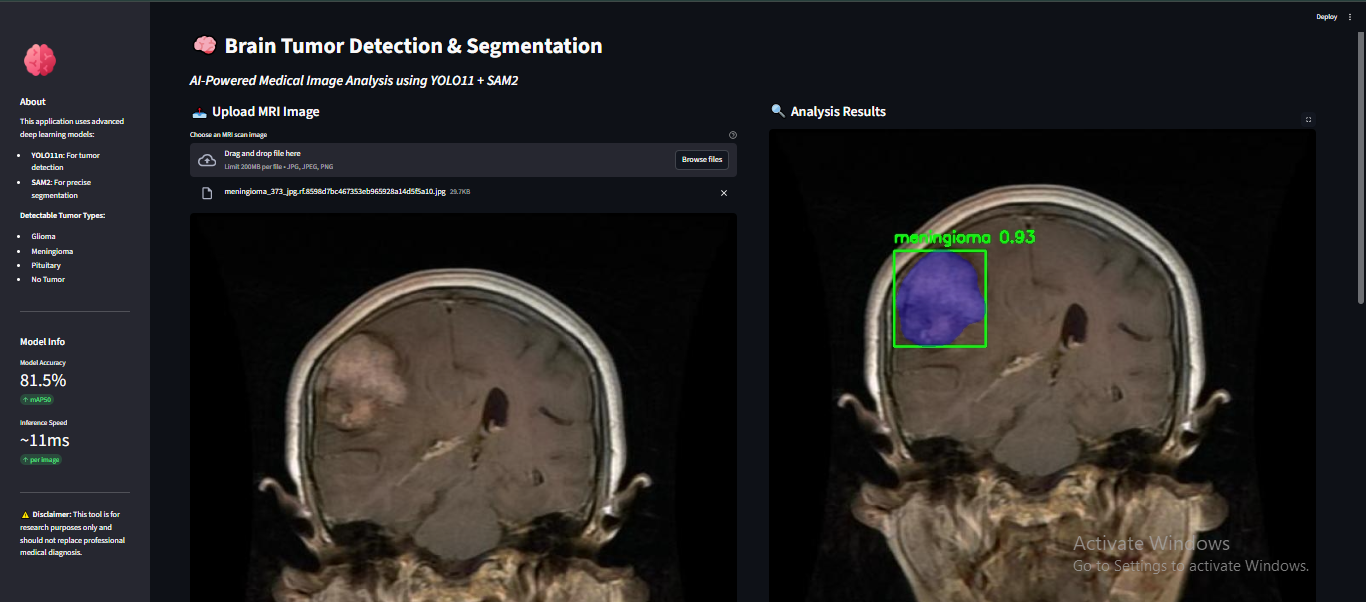 Deploy
About
This application uses advanced
deep learning models:
YOLO11n: For tumor
detection
SAM2: For precise
segmentation
Detectable Tumor Types:
Glioma
Meningioma
Pituitary
No Tumor
Model Info
Model Accuracy
81.5%
↑ mAP50
Inference Speed
~11ms
↑ per image
⚠️ Disclaimer: This tool is for
research purposes only and
should not replace professional
medical diagnosis.
Brain Tumor Detection & Segmentation
AI-Powered Medical Image Analysis using YOLO11 + SAM2
Upload MRI Image
Choose an MRI scan image
Drag and drop file here
Limit 200MB per file • JPG, JPEG, PNG
Browse files
meningioma_373_jpg.rf.8598d7bc467353eb965928a14d5f5a10.jpg 29.7KB
Analysis Results
meningioma 0.93
Activate Windows
Go to Settings to activate Windows.